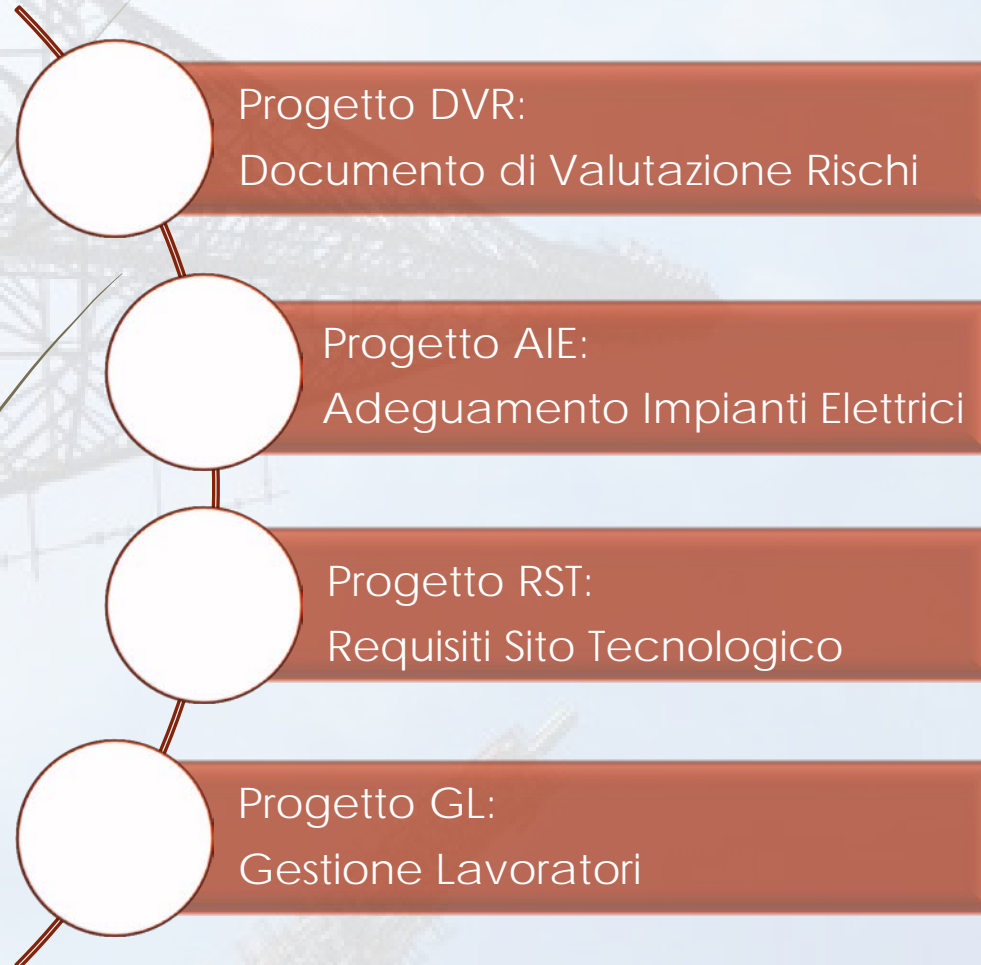 Progetto DVR:
Documento di Valutazione Rischi
Progetto AIE:
Adeguamento Impianti Elettrici
Progetto RST:
Requisiti Sito Tecnologico
Progetto GL:
Gestione Lavoratori